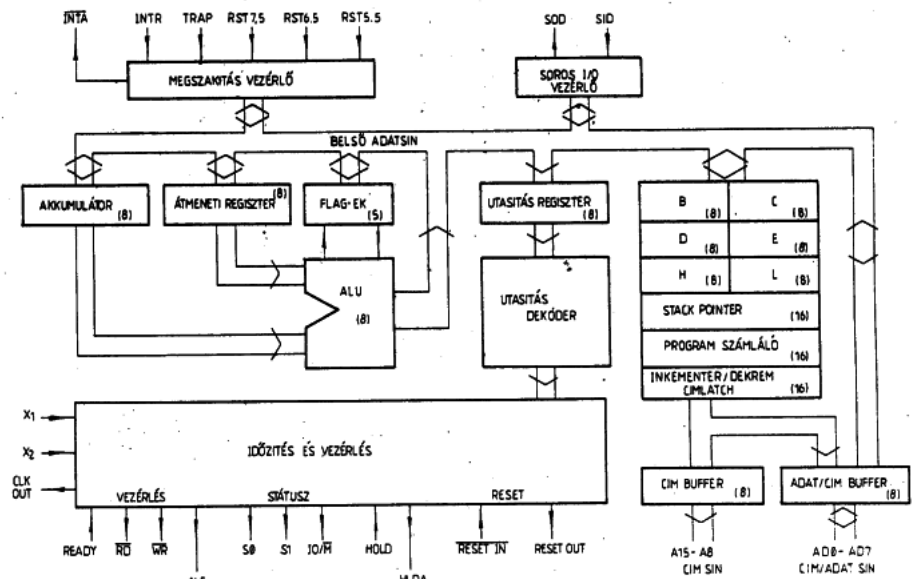 INTA INTR TRAP RST7,5 RST6.5 RST5.5 SOD SID
MEGSZAKITÁS VEZÉRLŐ
SOROS I/O
VEZÉRLŐ
BELSŐ ADATSIN
AKKUMULÁTOR (8)
ÁTMENETI REGISZTER (8)
FLAG-EK (5)
UTASITÁS REGISZTER (8)
B (8) C (8)
D (8) E (8)
H (8) L (8)
STACK POINTER (16)
PROGRAM SZÁMLÁLÓ (16)
INKEMENTER/DEKREM (16)
CIMLATCH
ALU
(8)
UTASITÁS
DEKÓDER
X1
X2
CLK
OUT
IDŐZITÉS ÉS VEZÉRLÉS
VEZÉRLÉS STÁTUSZ RESET
CIM BUFFER (8)
ADAT/CIM BUFFER (8)
READY RD WR S0 S1 IO/M HOLD RESET IN RESET OUT
A15-A8
CIM SIN
AD0-AD7
CIM/ADAT SIN